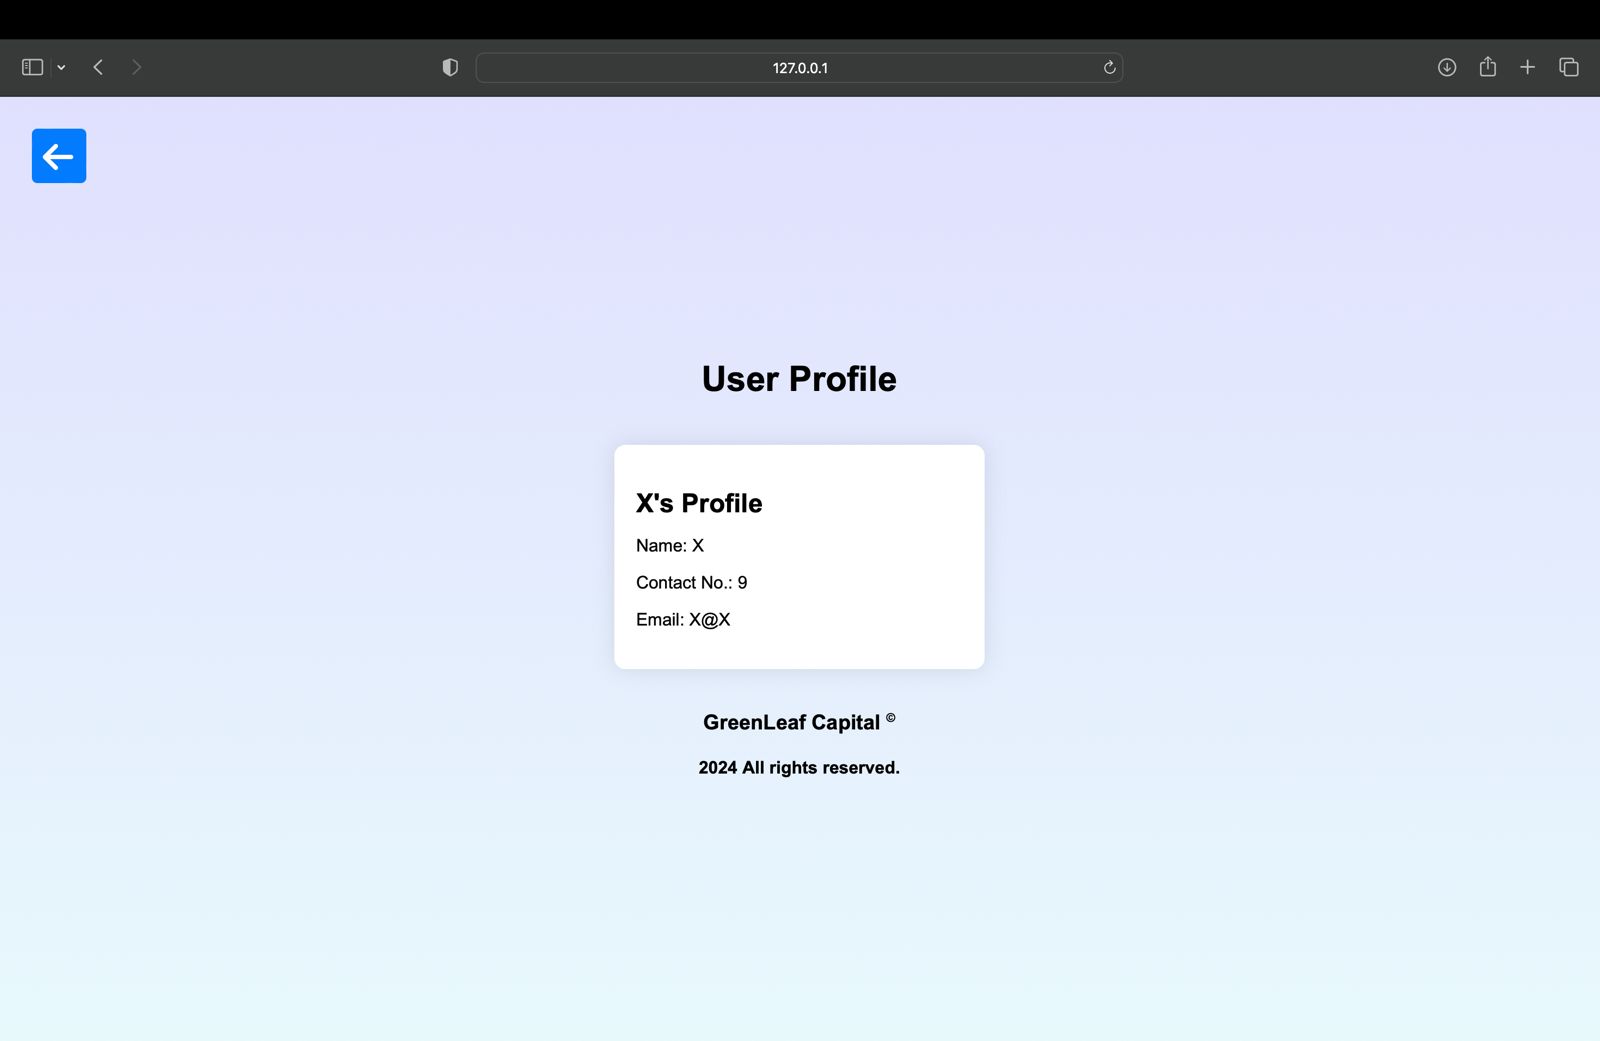 127.0.0.1
User Profile
X's Profile
Name: X
Contact No.: 9
Email: X@X
GreenLeaf Capital ©
2024 All rights reserved.